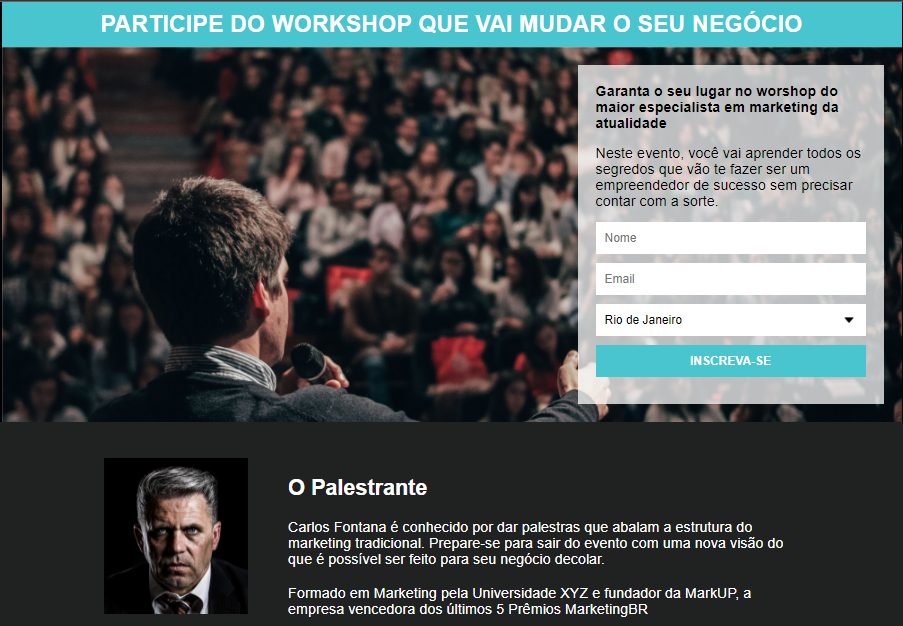 PARTICIPE DO WORKSHOP QUE VAI MUDAR O SEU NEGÓCIO
Garanta o seu lugar no worshop do
maior especialista em marketing da
atualidade
Neste evento, você vai aprender todos os
segredos que vão te fazer ser um
empreendedor de sucesso sem precisar
contar com a sorte.
Nome
Email
Rio de Janeiro
INSCREVA-SE
O Palestrante
Carlos Fontana é conhecido por dar palestras que abalam a estrutura do
marketing tradicional. Prepare-se para sair do evento com uma nova visão do
que é possível ser feito para seu negócio decolar.
Formado em Marketing pela Universidade XYZ e fundador da MarkUP, a
empresa vencedora dos últimos 5 Prêmios MarketingBR